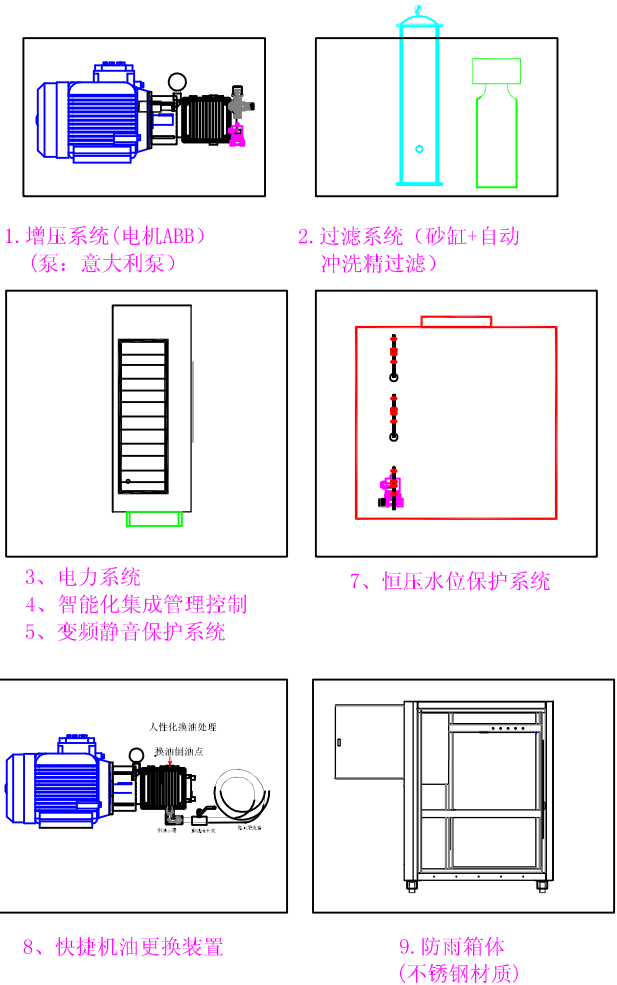 1.增压系统(电机ABB）
(泵：意大利泵）
2.过滤系统（砂缸+自动
冲洗精过滤）
3、电力系统
4、智能化集成管理控制
5、变频静音保护系统
7、恒压水位保护系统
人性化换油处理
换油倒油点
8、快捷机油更换装置
9.防雨箱体
(不锈钢材质)